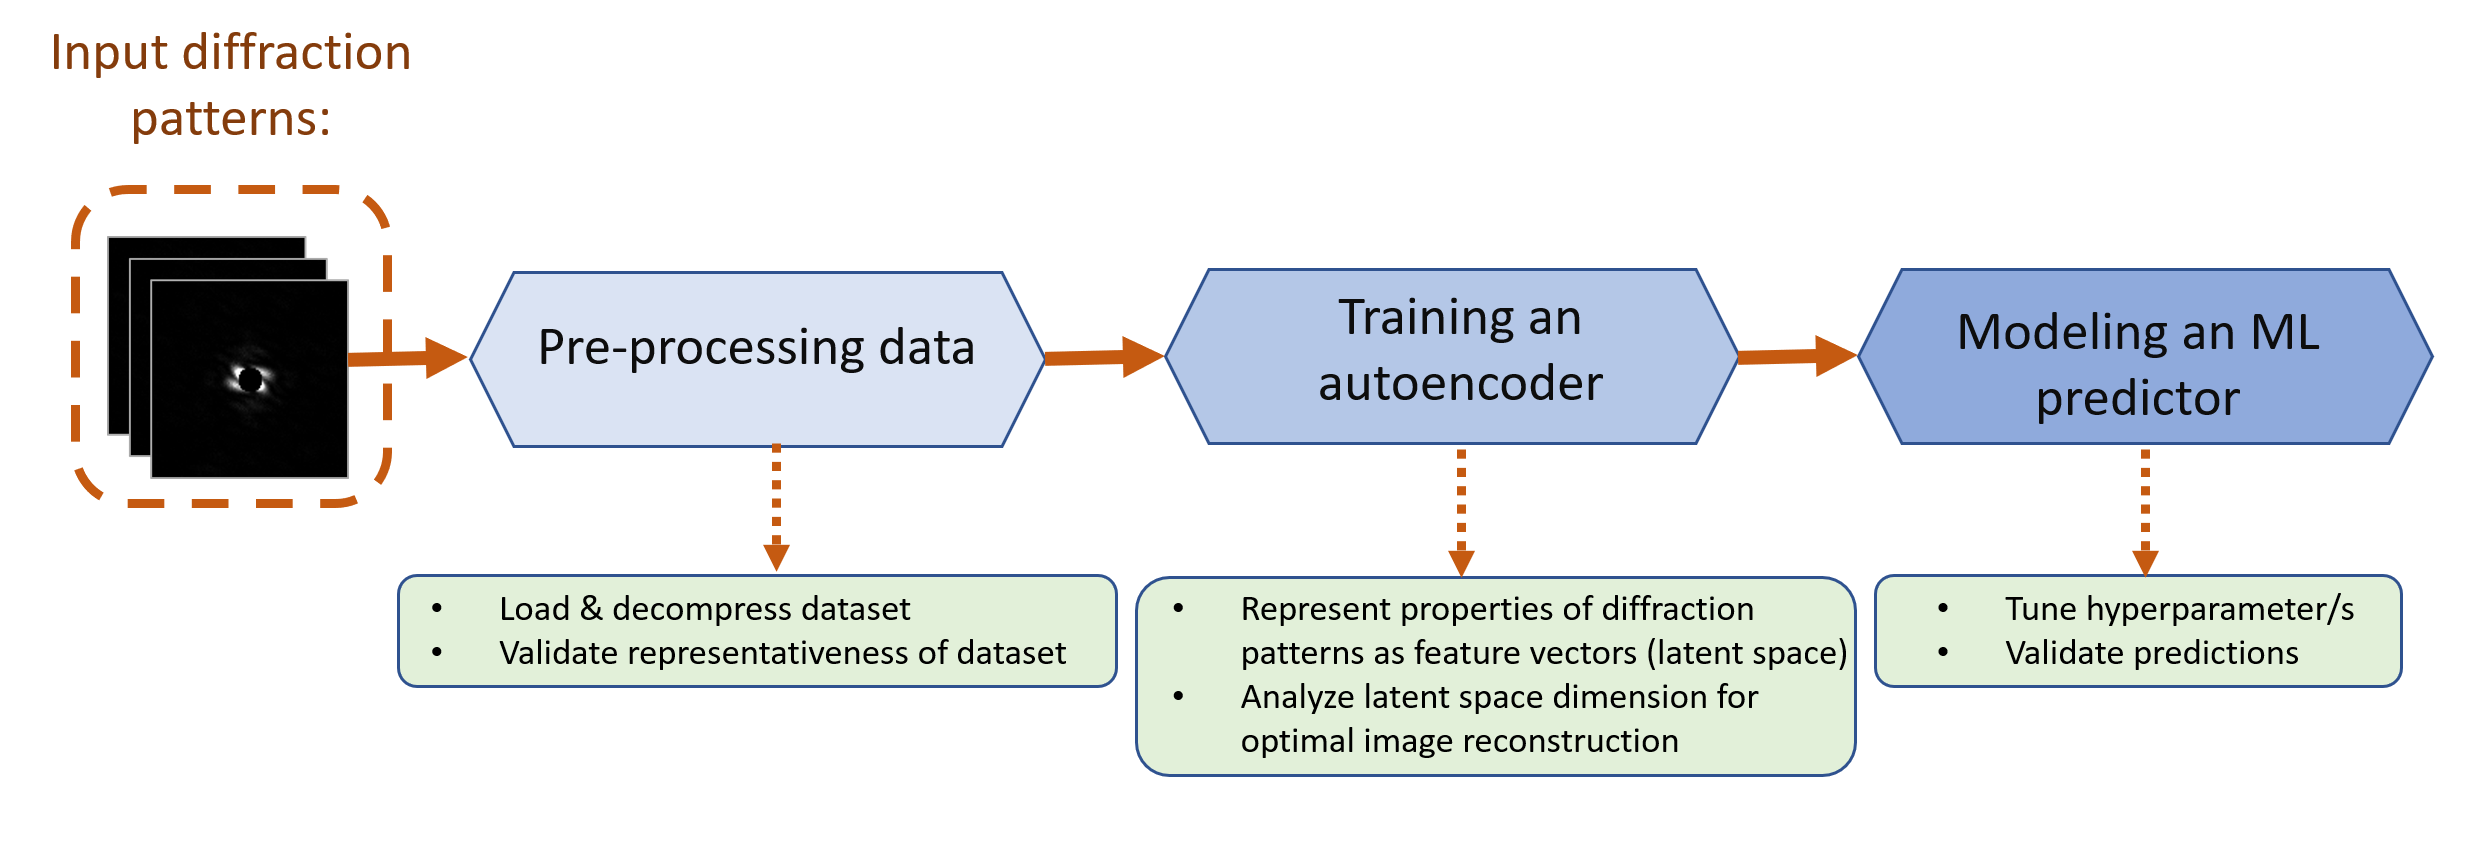 Input diffraction
patterns:
Pre-processing data
Training an
autoencoder
Modeling an ML
predictor
• Load & decompress dataset
• Validate representativeness of dataset
• Represent properties of diffraction
patterns as feature vectors (latent space)
• Analyze latent space dimension for
optimal image reconstruction
• Tune hyperparameter/s
• Validate predictions